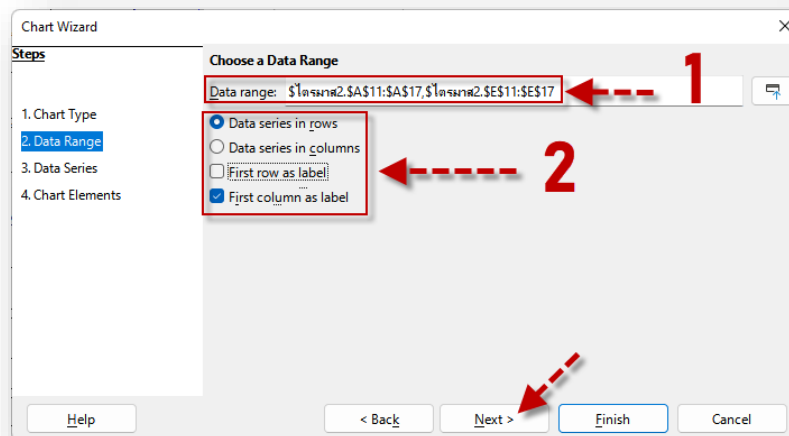 Chart Wizard
Steps
1. Chart Type
2. Data Range
3. Data Series
4. Chart Elements
Choose a Data Range
Data range: $ไตรมาส2.$A$11:$A$17,$ไตรมาส2.$E$11:$E$17
1
Data series in rows
Data series in columns
First row as label
First column as label
2
Help
< Back
Next >
Finish
Cancel